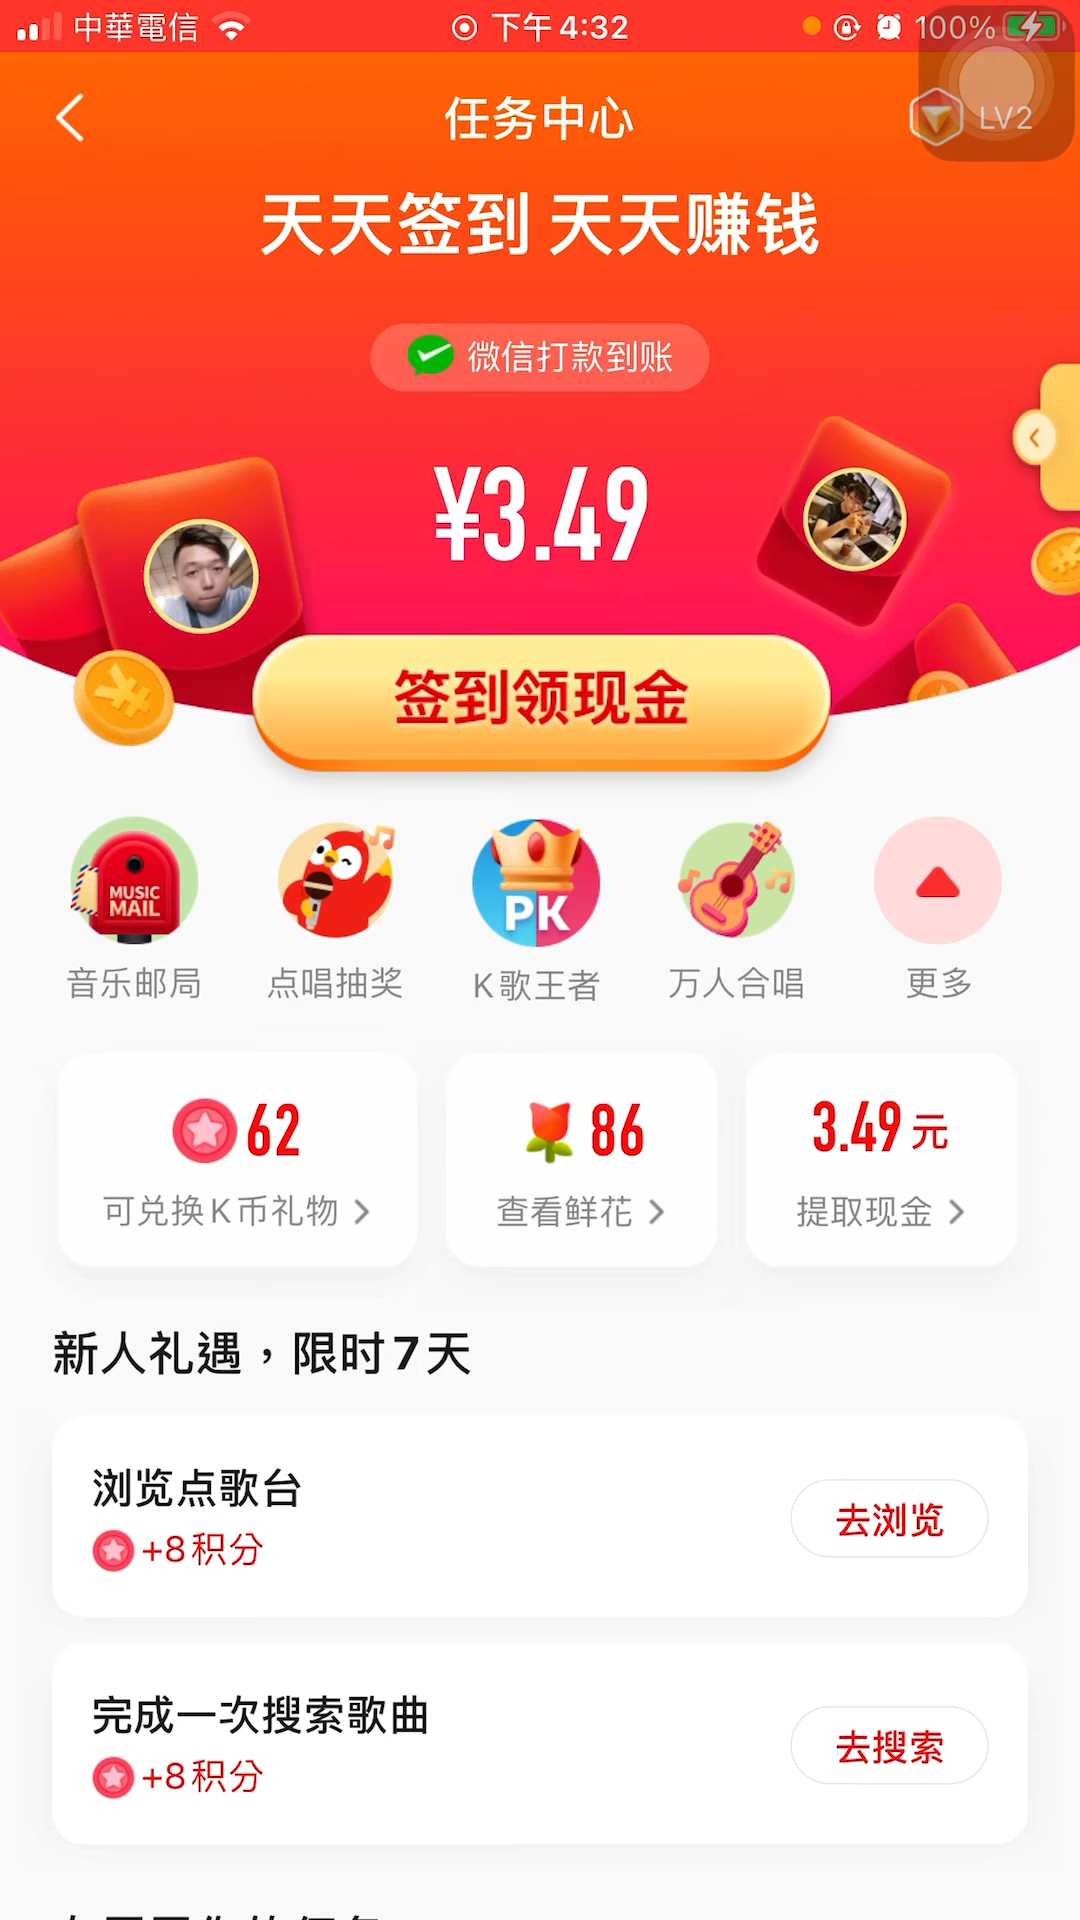 中華電信
下午4:32
100%
任务中心
LV2
天天签到 天天赚钱
微信打款到账
¥3.49
签到领现金
MUSIC
MAIL
PK
音乐邮局
点唱抽奖
K歌王者
万人合唱
更多
62
86
3.49元
可兑换K币礼物
查看鲜花
提取现金
新人礼遇，限时7天
浏览点歌台
+8积分
去浏览
完成一次搜索歌曲
+8积分
去搜索